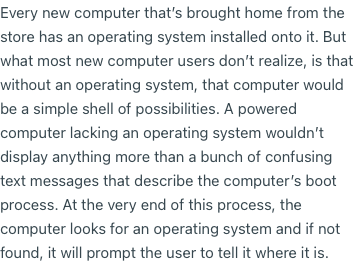 Every new computer that’s brought home from the
store has an operating system installed onto it. But
what most new computer users don’t realize, is that
without an operating system, that computer would
be a simple shell of possibilities. A powered
computer lacking an operating system wouldn’t
display anything more than a bunch of confusing
text messages that describe the computer’s boot
process. At the very end of this process, the
computer looks for an operating system and if not
found, it will prompt the user to tell it where it is.